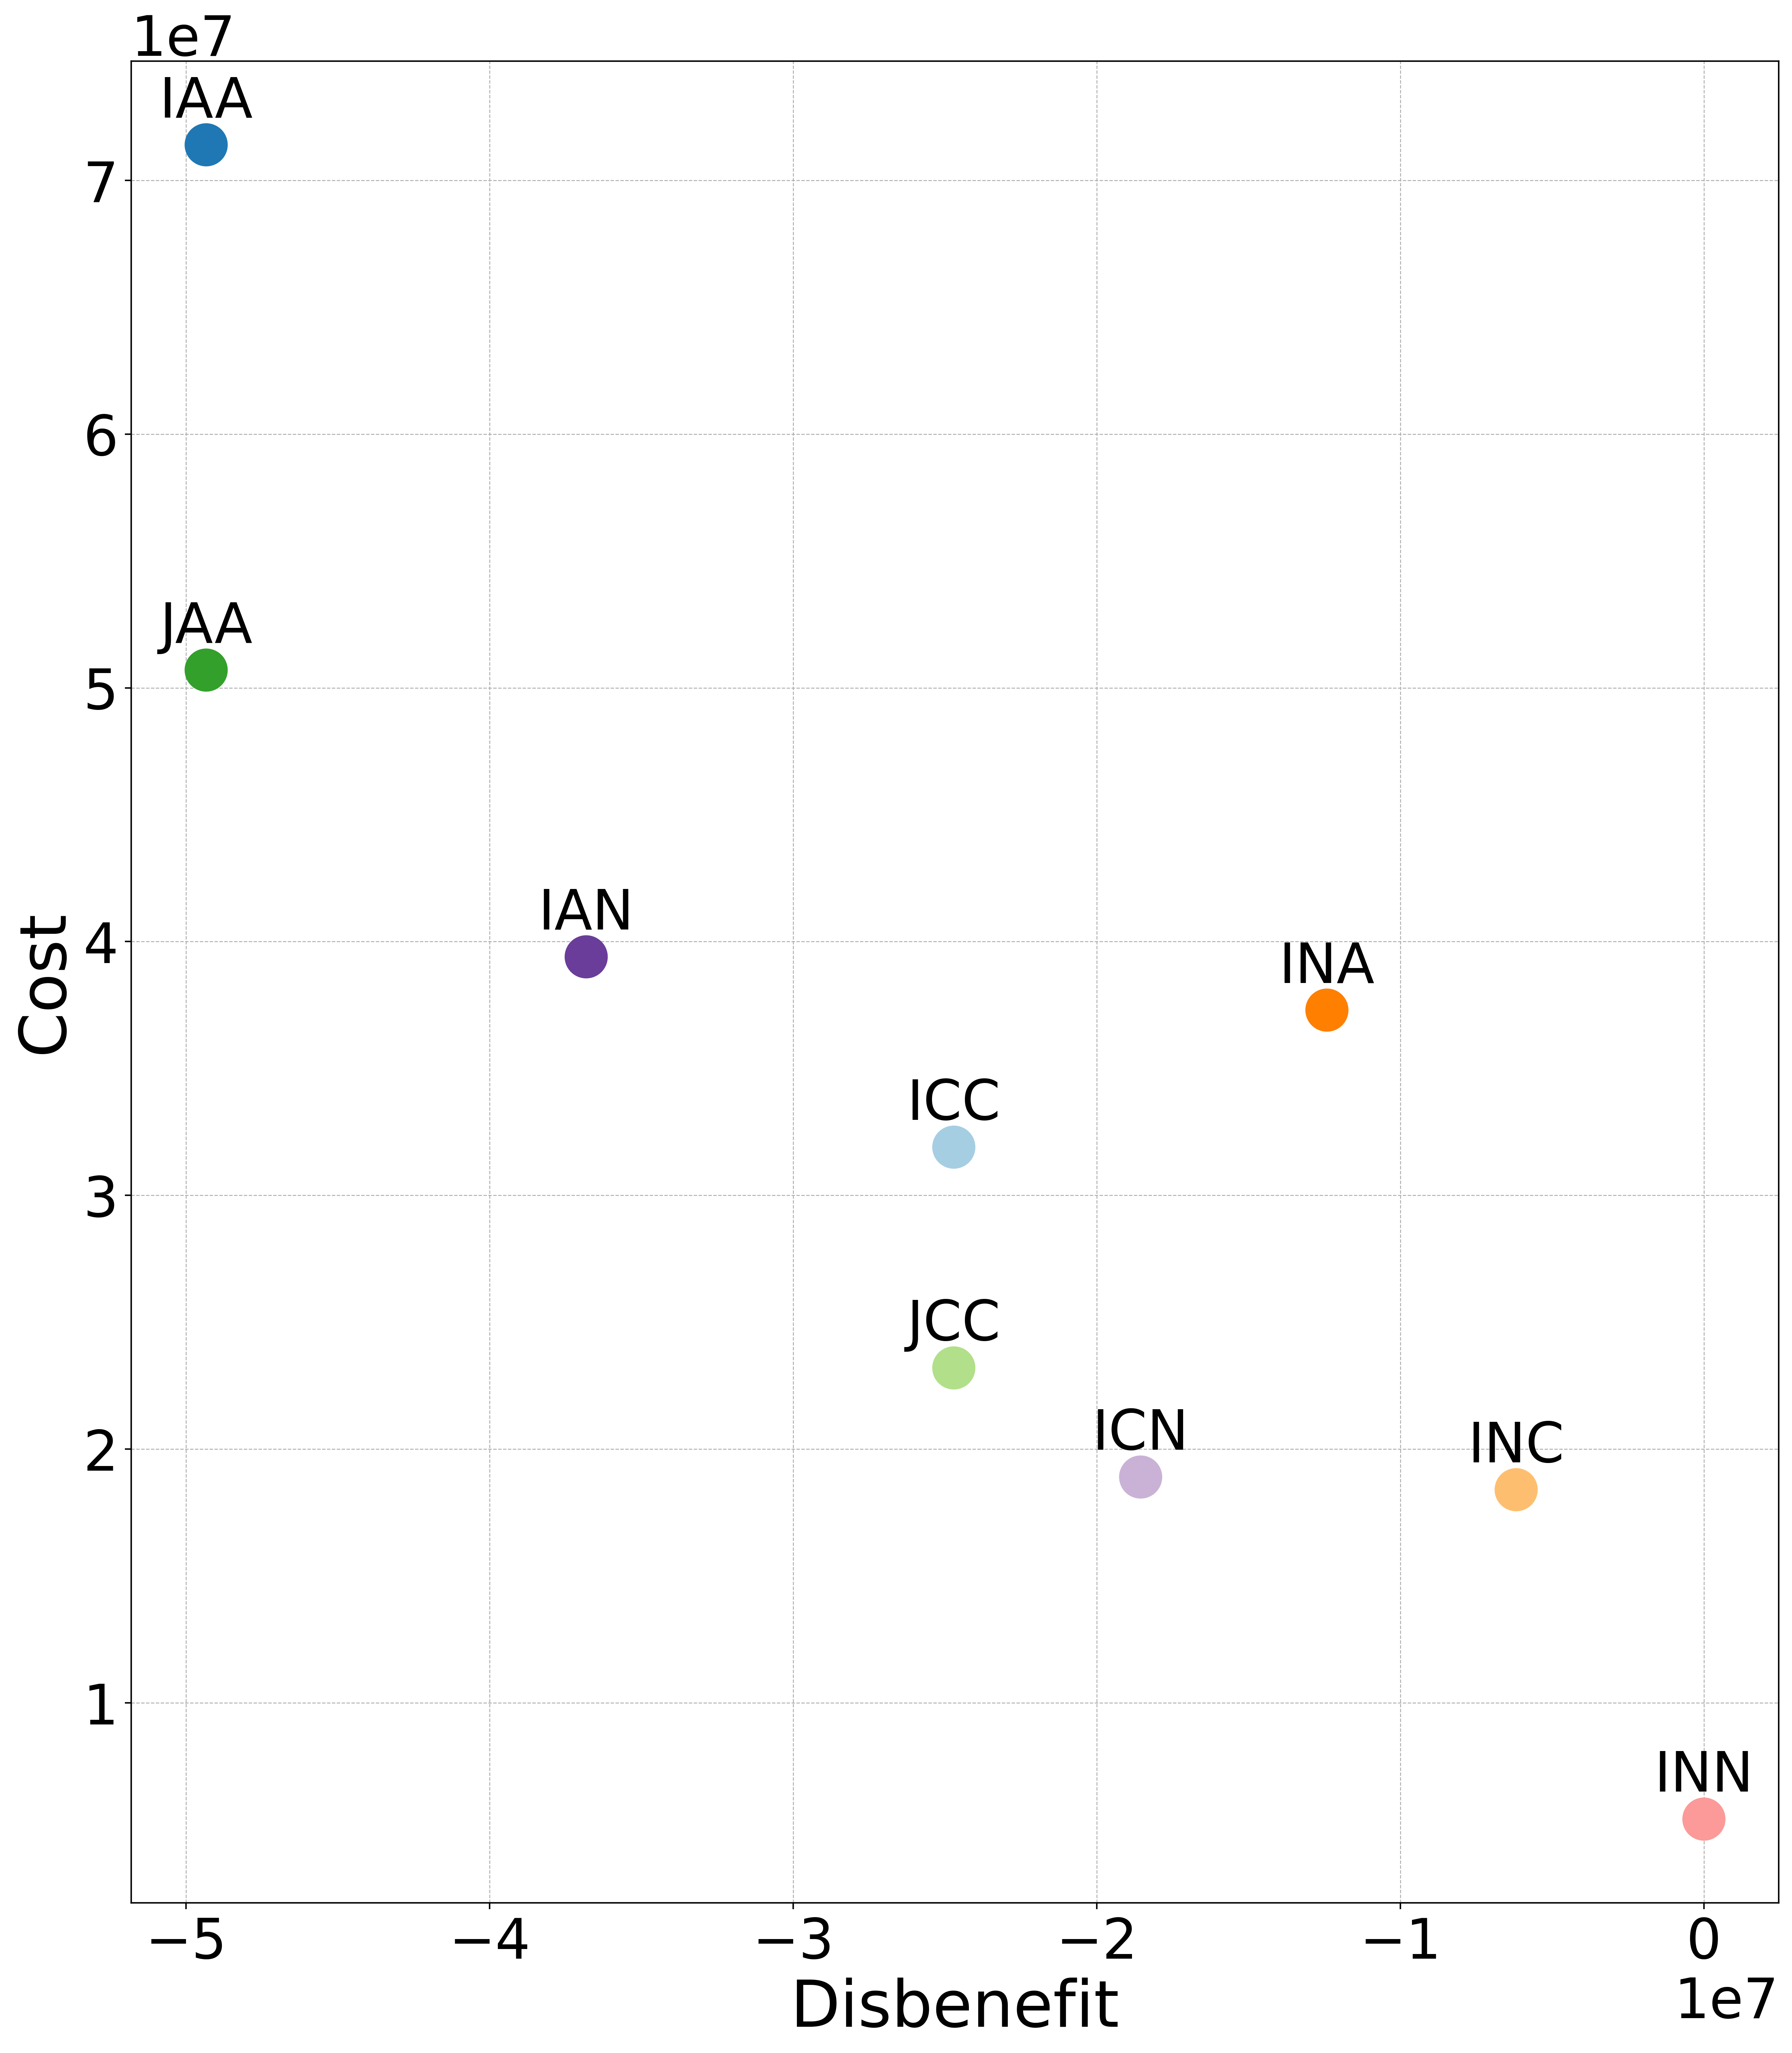 1e7
IAA
7
6
JAA
5
IAN
4
INA
Cost
ICC
3
JCC
ICN
INC
2
1
INN
−5 −4 −3 −2 −1 0
Disbenefit
1e7